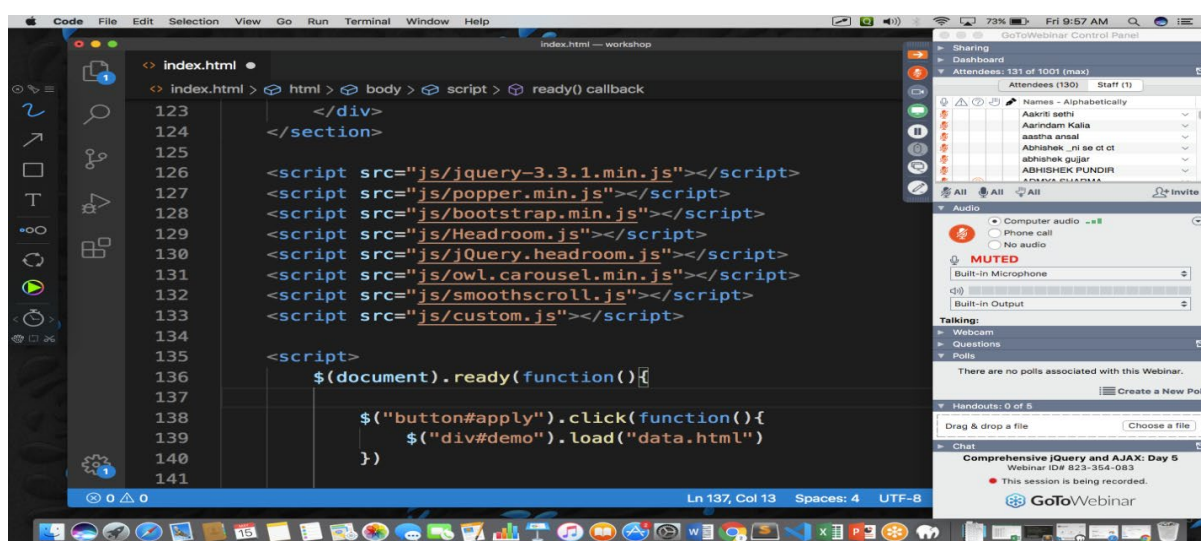 Code File Edit Selection View Go Run Terminal Window Help
73% Fri 9:57 AM
index.html — workshop
1
<> index.html
<> index.html > html > body > script > ready() callback
123 </div>
124 </section>
125
126 <script src="js/jquery-3.3.1.min.js"></script>
127 <script src="js/popper.min.js"></script>
128 <script src="js/bootstrap.min.js"></script>
129 <script src="js/Headroom.js"></script>
130 <script src="js/jQuery.headroom.js"></script>
131 <script src="js/owl.carousel.min.js"></script>
132 <script src="js/smoothscroll.js"></script>
133 <script src="js/custom.js"></script>
134
135 <script>
136 $(document).ready(function(){
137
138 $("button#apply").click(function(){
139 $("div#demo").load("data.html")
140 })
141
1
0 0
Ln 137, Col 13 Spaces: 4 UTF-8
T
GoToWebinar Control Panel
Sharing
Dashboard
Attendees: 131 of 1001 (max)
Attendees (130) Staff (1)
Names - Alphabetically
Aakriti sethi
Aarindam Kalia
aastha ansal
Abhishek _ni se ct ct
abhishek gujjar
ABHISHEK PUNDIR
All All All Invite
Audio
Computer audio
Phone call
No audio
MUTED
Built-in Microphone
Built-in Output
Talking:
Webcam
Questions
Polls
There are no polls associated with this Webinar.
Create a New Pol
Handouts: 0 of 5
Drag & drop a file Choose a file
Chat
Comprehensive jQuery and AJAX: Day 5
Webinar ID# 823-354-083
This session is being recorded.
GoToWebinar
15